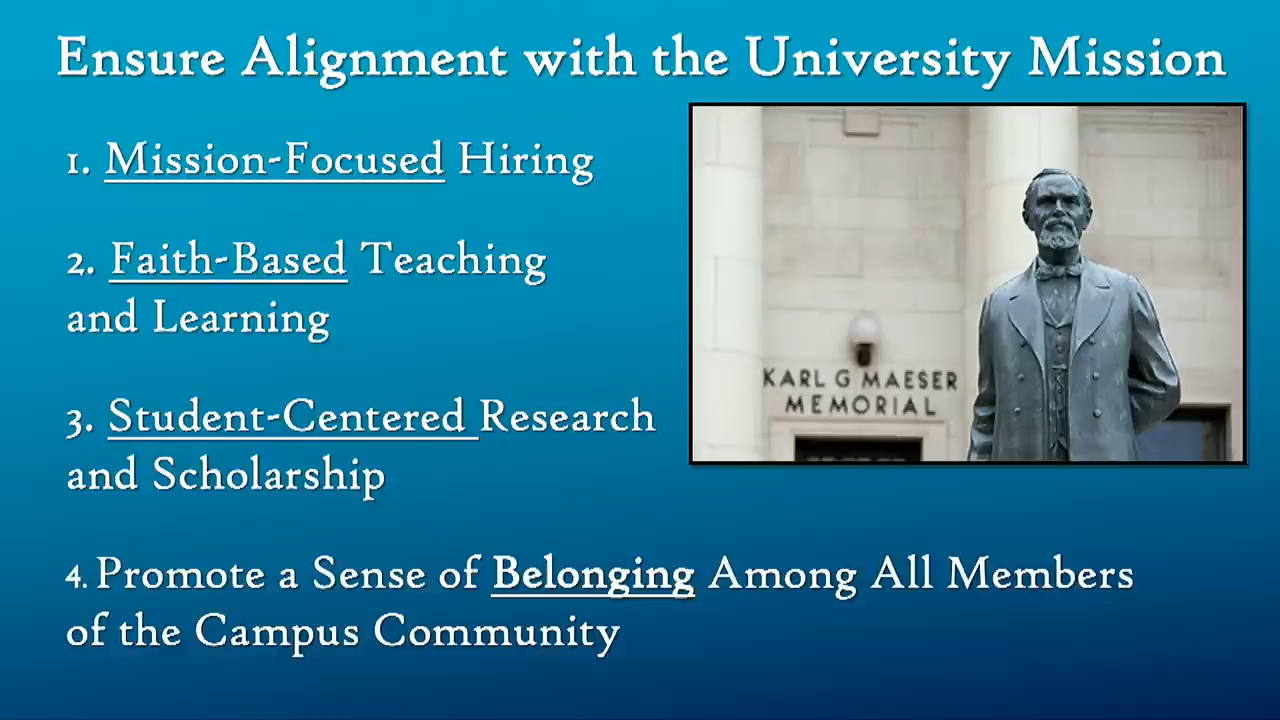 Ensure Alignment with the University Mission
1. Mission-Focused Hiring
2. Faith-Based Teaching
and Learning
3. Student-Centered Research
and Scholarship
KARL G MAESER
MEMORIAL
4. Promote a Sense of Belonging Among All Members
of the Campus Community